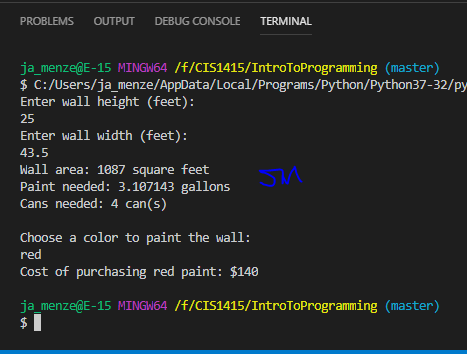 PROBLEMS OUTPUT DEBUG CONSOLE TERMINAL
ja_menze@E-15 MINGW64 /f/CIS1415/IntroToProgramming (master)
$ C:/Users/ja_menze/AppData/Local/Programs/Python/Python37-32/py
Enter wall height (feet):
25
Enter wall width (feet):
43.5
Wall area: 1087 square feet
Paint needed: 3.107143 gallons
Cans needed: 4 can(s)
Choose a color to paint the wall:
red
Cost of purchasing red paint: $140
ja_menze@E-15 MINGW64 /f/CIS1415/IntroToProgramming (master)
$